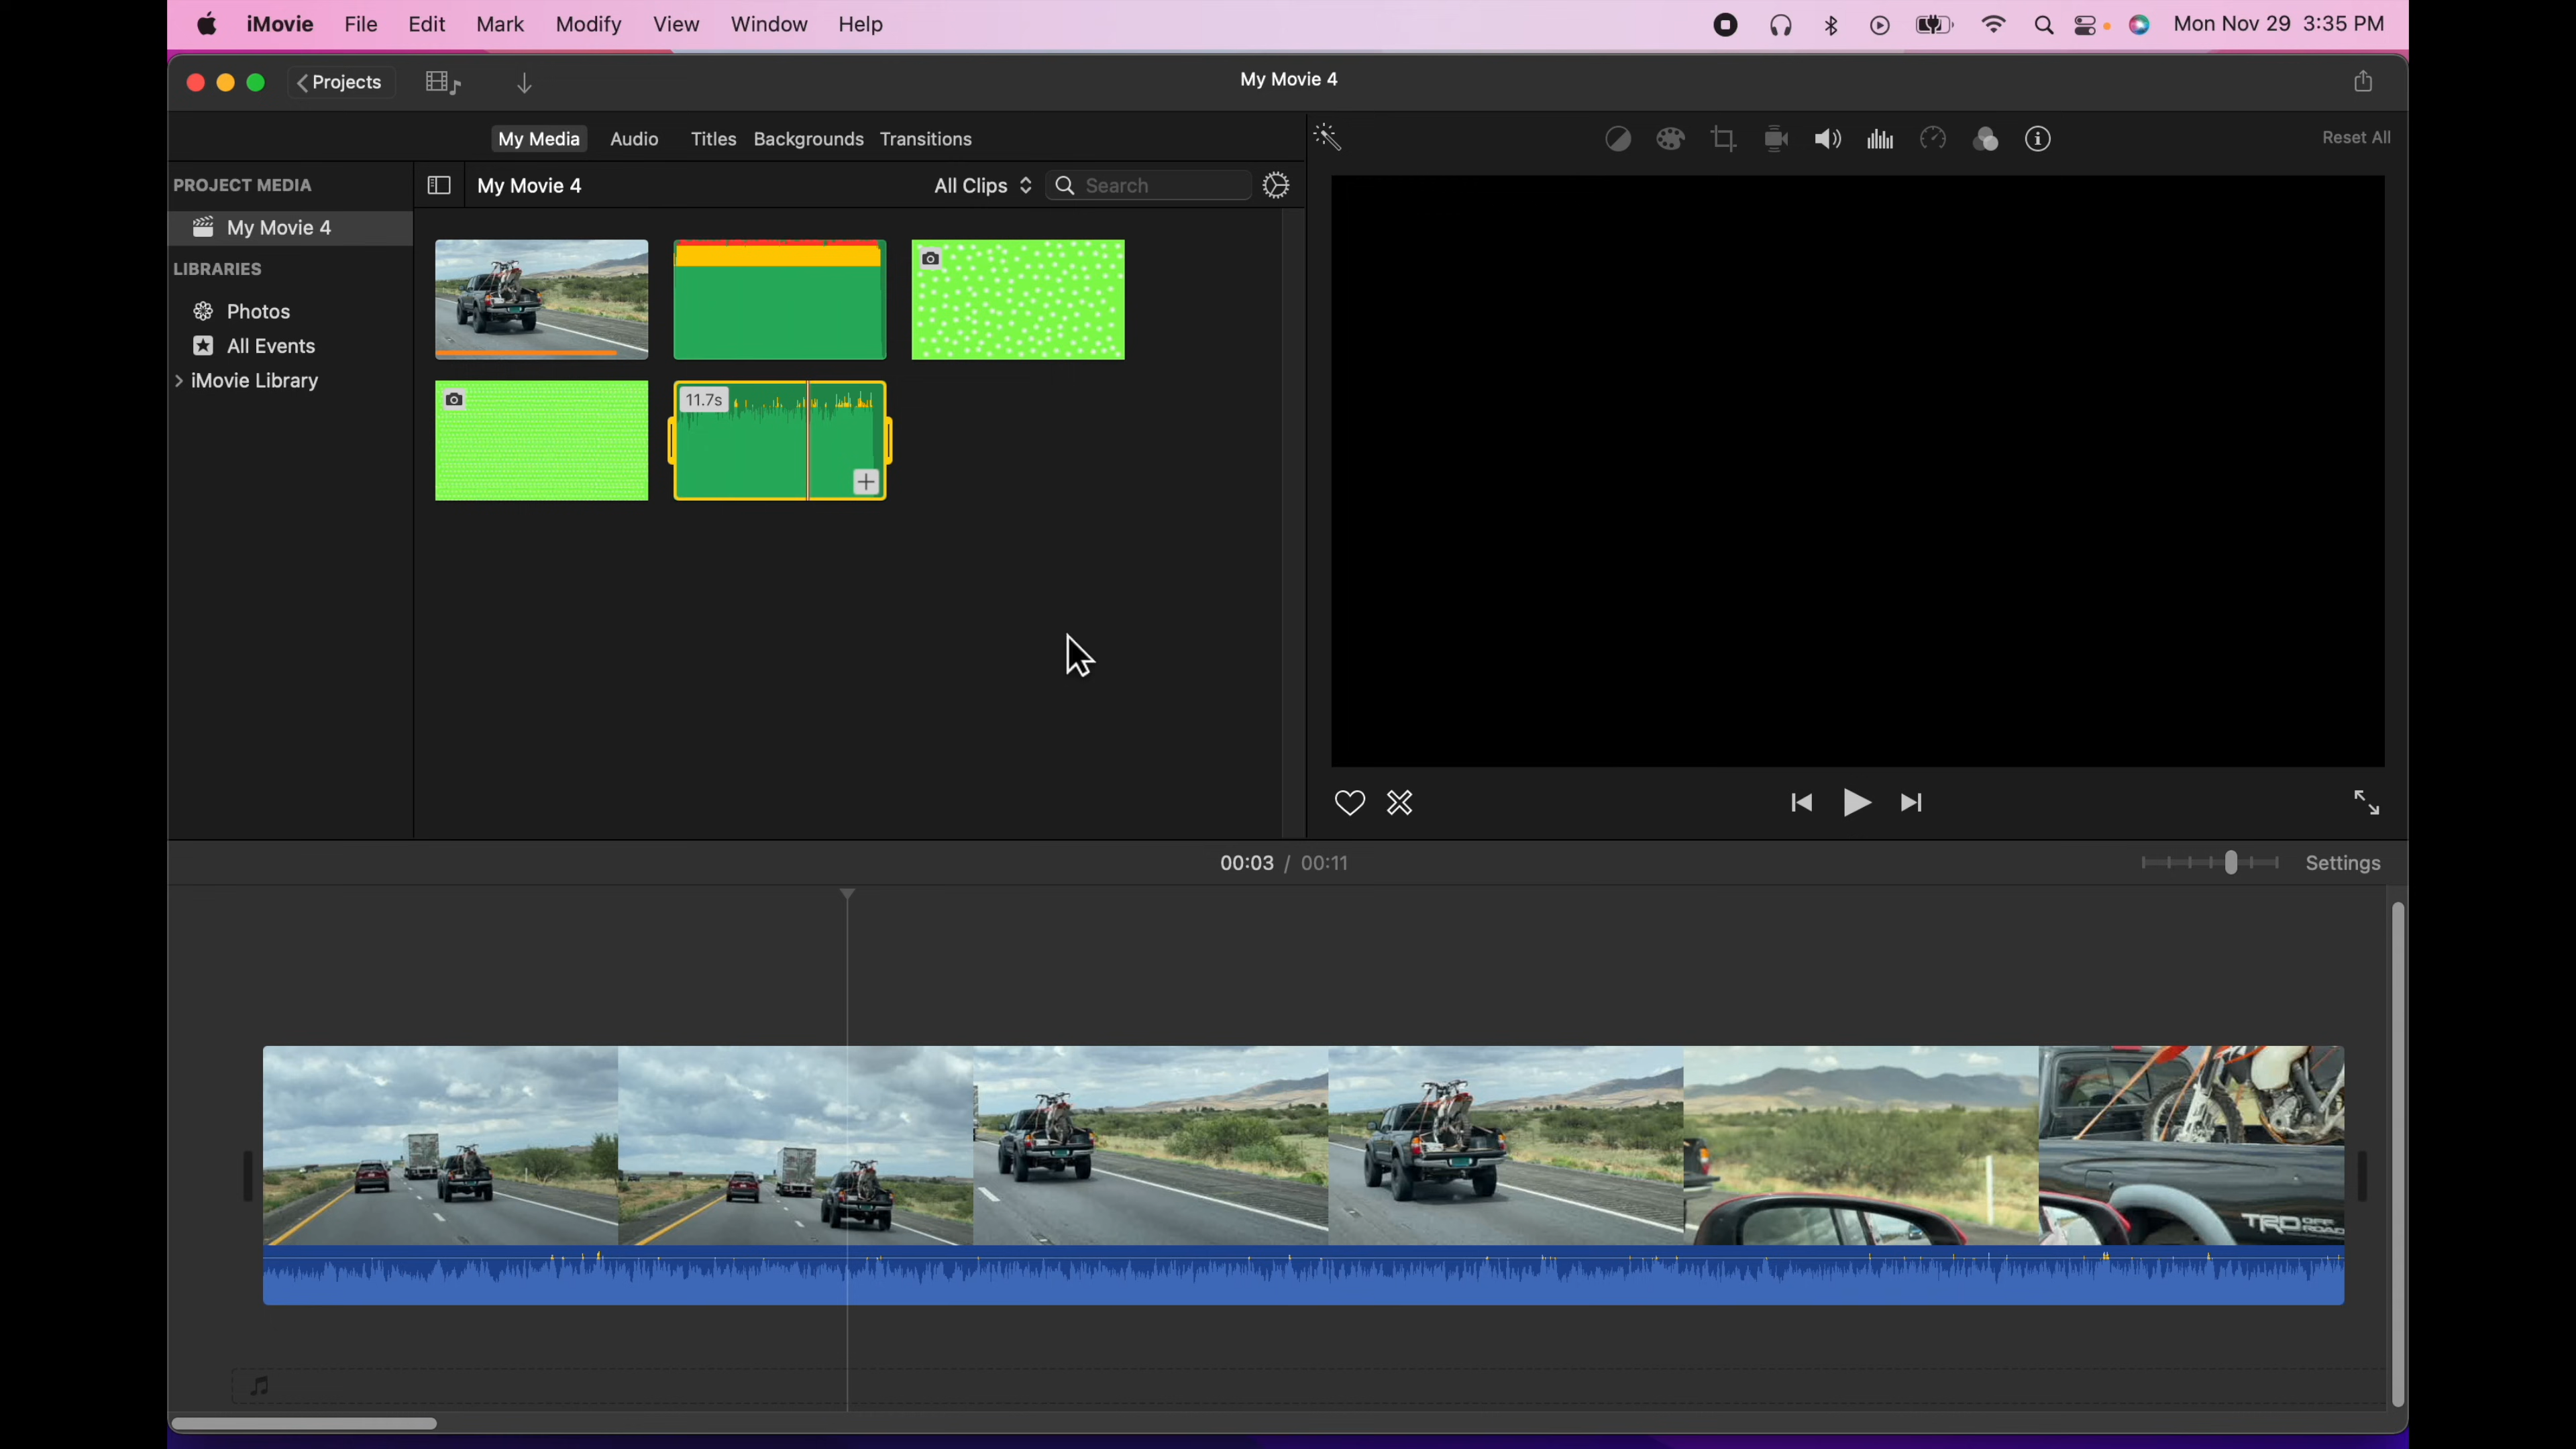 iMovie File Edit Mark Modify View Window Help Mon Nov 29 3:35 PM
Projects My Movie 4
My Media Audio Titles Backgrounds Transitions Reset All
PROJECT MEDIA My Movie 4 All Clips Search
My Movie 4
LIBRARIES
Photos
All Events
iMovie Library
11.7s
00:03 / 00:11 Settings
TRD OFF
ROAD